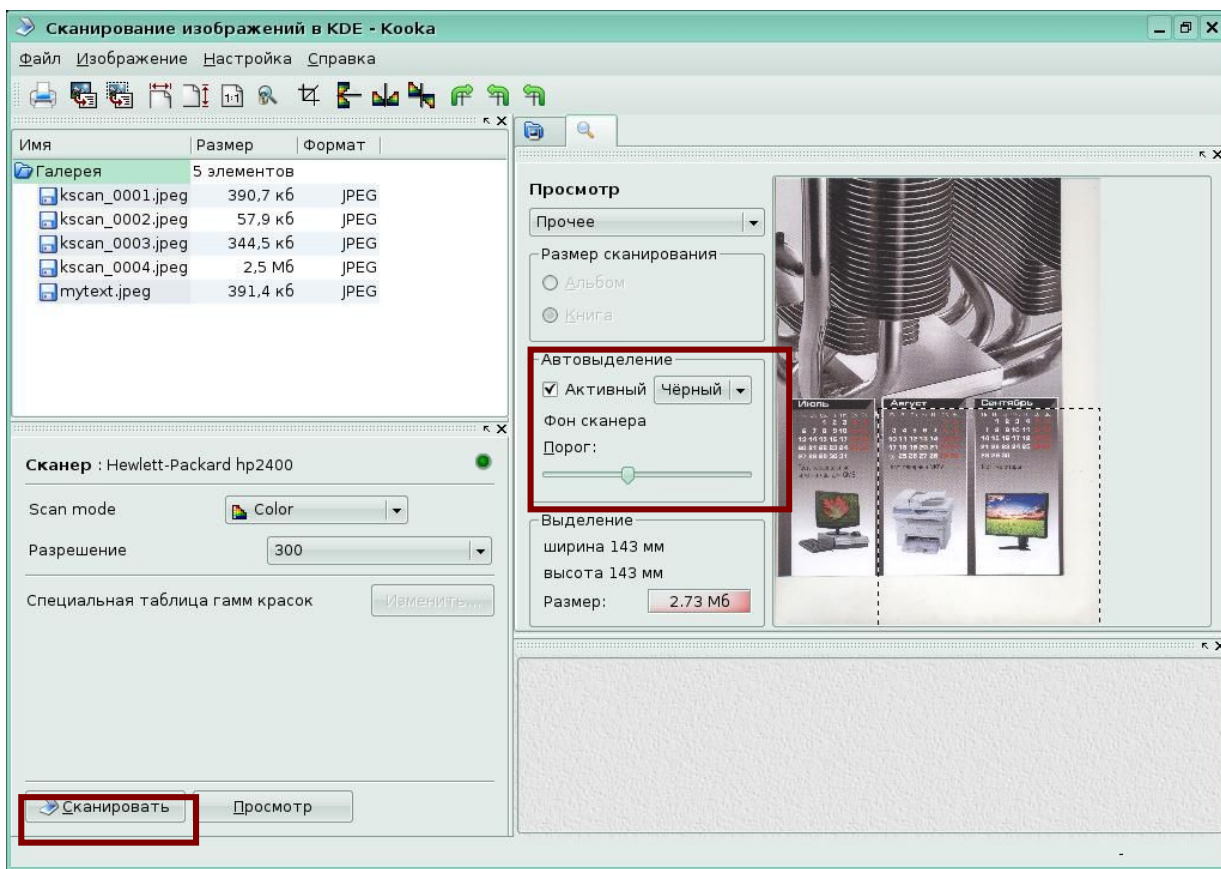 Сканирование изображений в KDE - Kooka
Файл Изображение Настройка Справка
Имя Размер Формат
Галерея 5 элементов
kscan_0001.jpeg 390,7 кб JPEG
kscan_0002.jpeg 57,9 кб JPEG
kscan_0003.jpeg 344,5 кб JPEG
kscan_0004.jpeg 2,5 Мб JPEG
mytext.jpeg 391,4 кб JPEG
Сканер : Hewlett-Packard hp2400
Scan mode Color
Разрешение 300
Специальная таблица гамм красок Изменить...
Сканировать Просмотр
Просмотр
Прочее
Размер сканирования
Альбом
Книга
Автовыделение
Активный Чёрный
Фон сканера
Порог:
Выделение
ширина 143 мм
высота 143 мм
Размер: 2.73 Мб
Июль Август Сентябрь
-